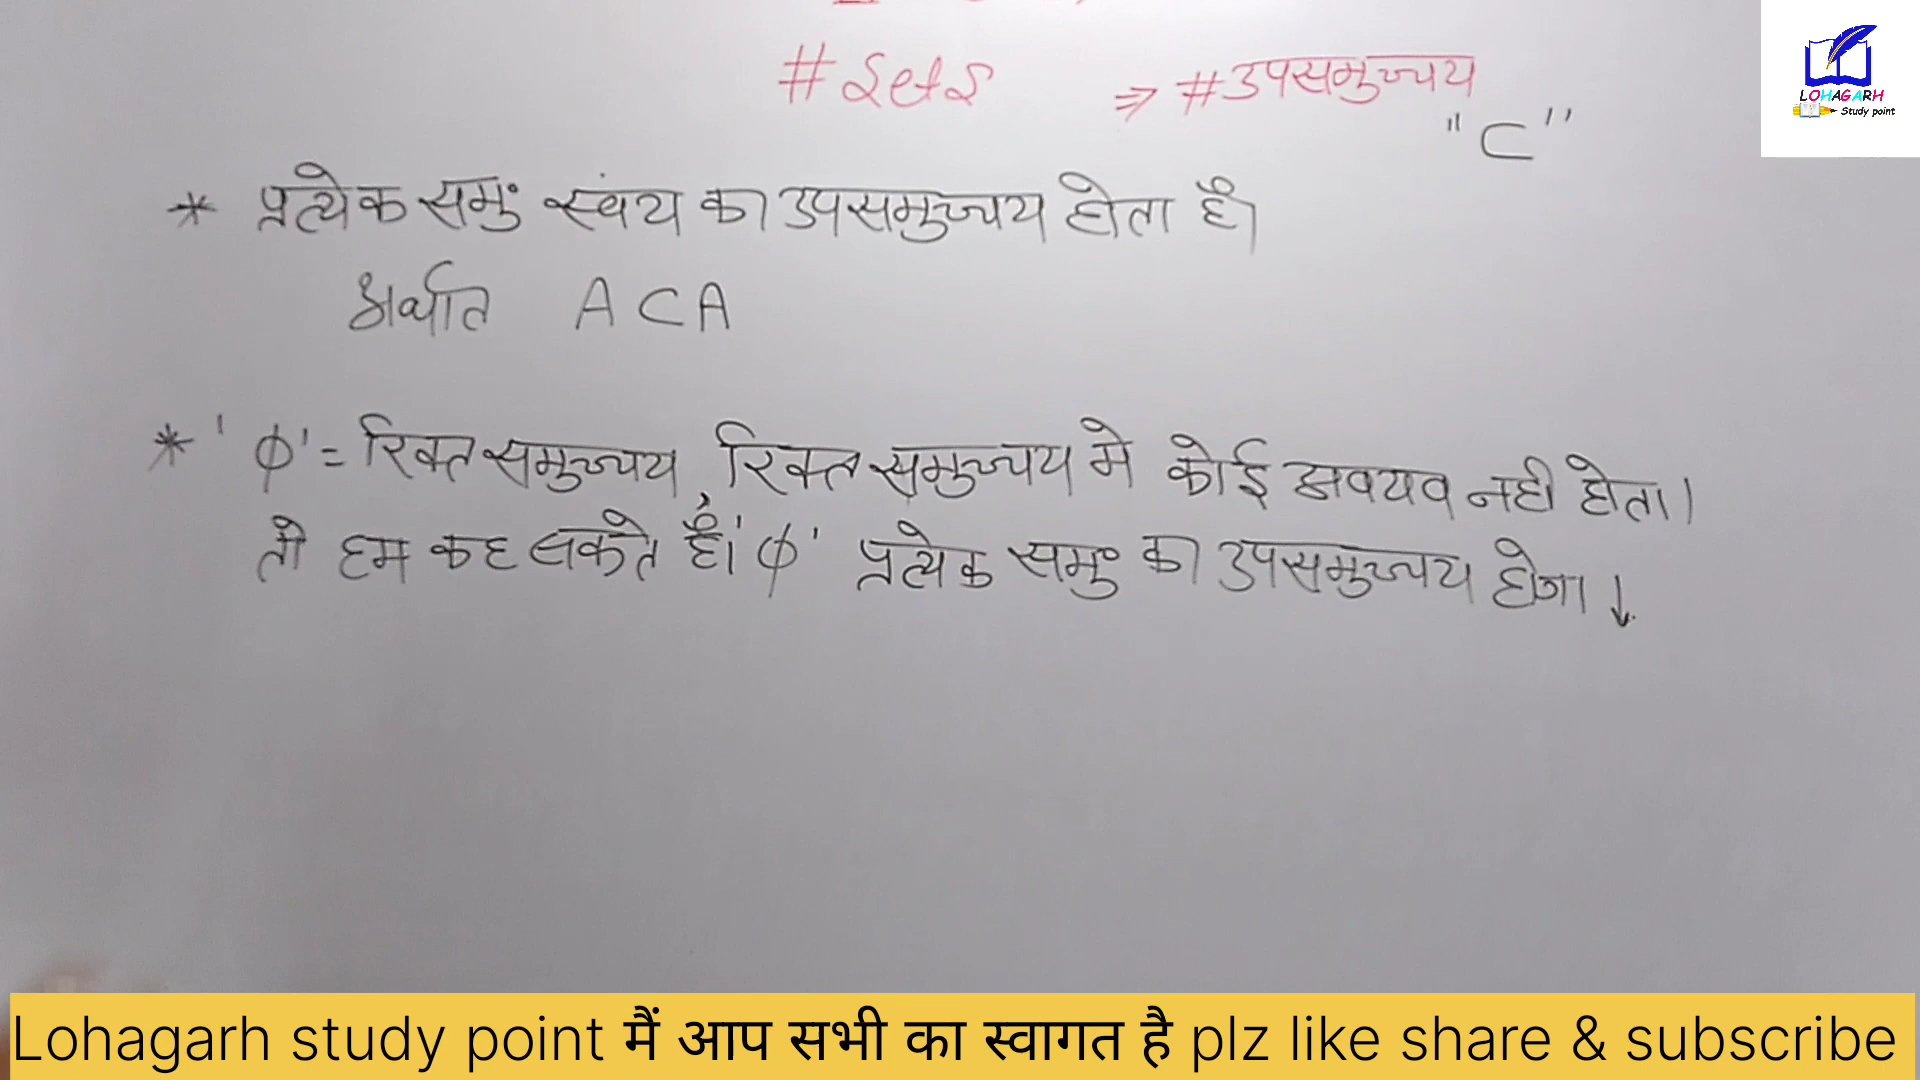 #Sets ⇒ #उपसमुच्चय
"⊂"
LOHAGARH
Study point
* प्रत्येक समु॰ स्वंय का उपसमुच्चय होता है।
अर्थात A⊂A
* 'ϕ' = रिक्त समुच्चय, रिक्त समुच्चय मे कोई अवयव नही होता।
तो हम कह सकते हैं। 'ϕ' प्रत्येक समु॰ का उपसमुच्चय होगा ↓
Lohagarh study point मैं आप सभी का स्वागत है plz like share & subscribe